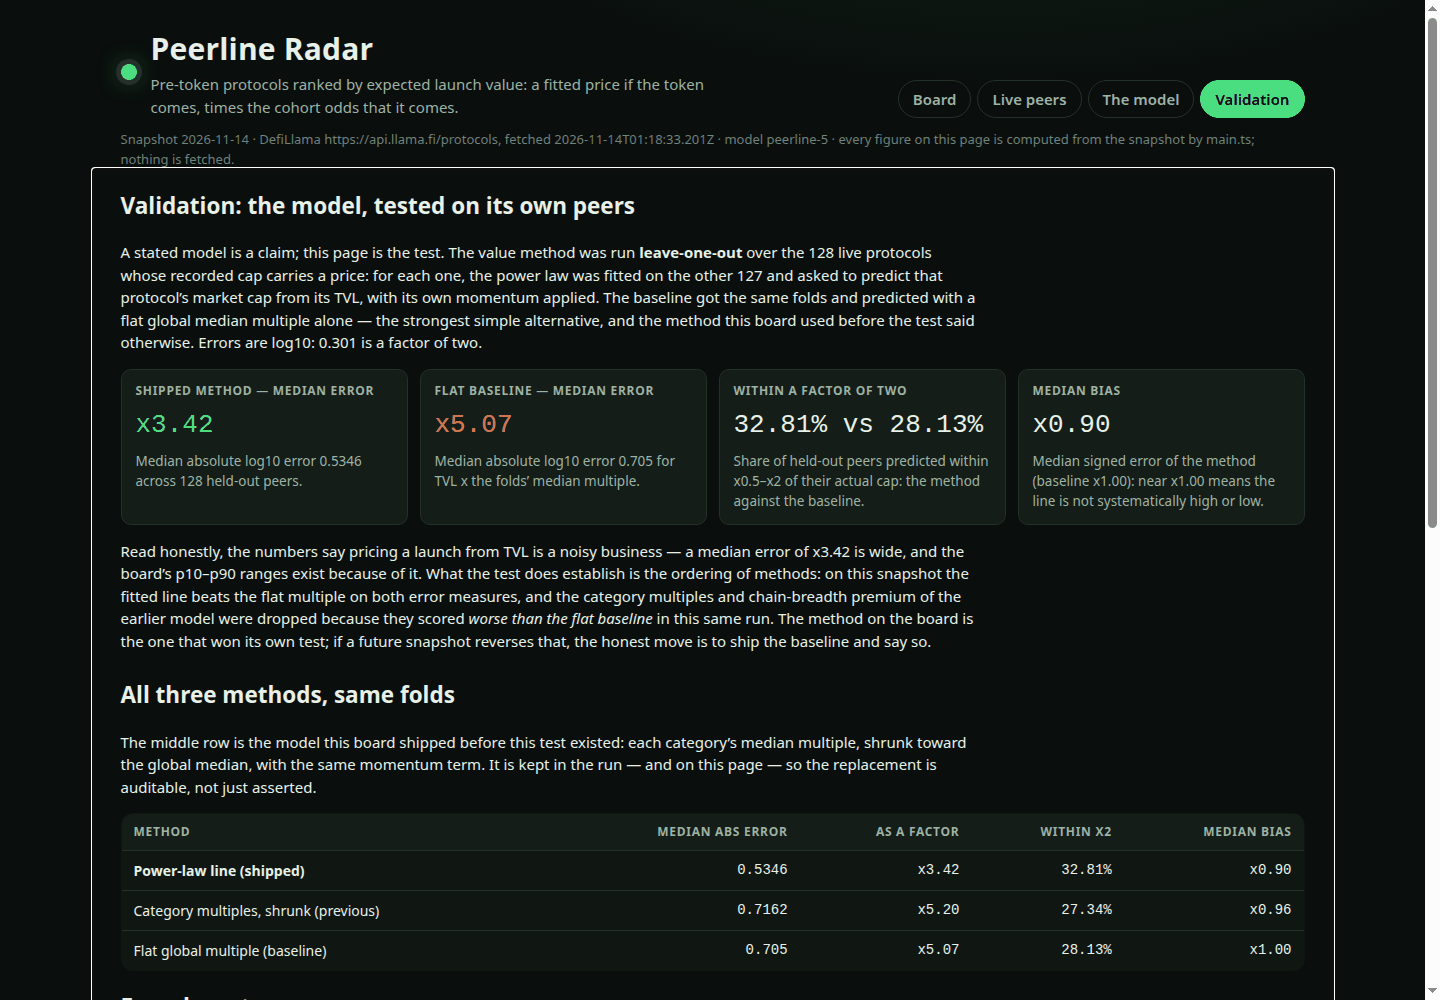 Peerline Radar
Pre-token protocols ranked by expected launch value: a fitted price if the token
comes, times the cohort odds that it comes.
Board
Live peers
The model
Validation
Snapshot 2026-11-14 · DefiLlama https://api.llama.fi/protocols, fetched 2026-11-14T01:18:33.201Z · model peerline-5 · every figure on this page is computed from the snapshot by main.ts;
nothing is fetched.
Validation: the model, tested on its own peers
A stated model is a claim; this page is the test. The value method was run leave-one-out over the 128 live protocols
whose recorded cap carries a price: for each one, the power law was fitted on the other 127 and asked to predict that
protocol’s market cap from its TVL, with its own momentum applied. The baseline got the same folds and predicted with a
flat global median multiple alone — the strongest simple alternative, and the method this board used before the test said
otherwise. Errors are log10: 0.301 is a factor of two.
SHIPPED METHOD — MEDIAN ERROR
x3.42
Median absolute log10 error 0.5346
across 128 held-out peers.
FLAT BASELINE — MEDIAN ERROR
x5.07
Median absolute log10 error 0.705 for
TVL x the folds’ median multiple.
WITHIN A FACTOR OF TWO
32.81% vs 28.13%
Share of held-out peers predicted within
x0.5–x2 of their actual cap: the method
against the baseline.
MEDIAN BIAS
x0.90
Median signed error of the method
(baseline x1.00): near x1.00 means the
line is not systematically high or low.
Read honestly, the numbers say pricing a launch from TVL is a noisy business — a median error of x3.42 is wide, and the
board’s p10–p90 ranges exist because of it. What the test does establish is the ordering of methods: on this snapshot the
fitted line beats the flat multiple on both error measures, and the category multiples and chain-breadth premium of the
earlier model were dropped because they scored worse than the flat baseline in this same run. The method on the board is
the one that won its own test; if a future snapshot reverses that, the honest move is to ship the baseline and say so.
All three methods, same folds
The middle row is the model this board shipped before this test existed: each category’s median multiple, shrunk toward
the global median, with the same momentum term. It is kept in the run — and on this page — so the replacement is
auditable, not just asserted.
METHOD MEDIAN ABS ERROR AS A FACTOR WITHIN X2 MEDIAN BIAS
Power-law line (shipped) 0.5346 x3.42 32.81% x0.90
Category multiples, shrunk (previous) 0.7162 x5.20 27.34% x0.96
Flat global multiple (baseline) 0.705 x5.07 28.13% x1.00